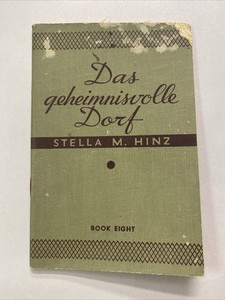 Das
geheimnisvolle
Dorf
STELLA M. HINZ
BOOK EIGHT